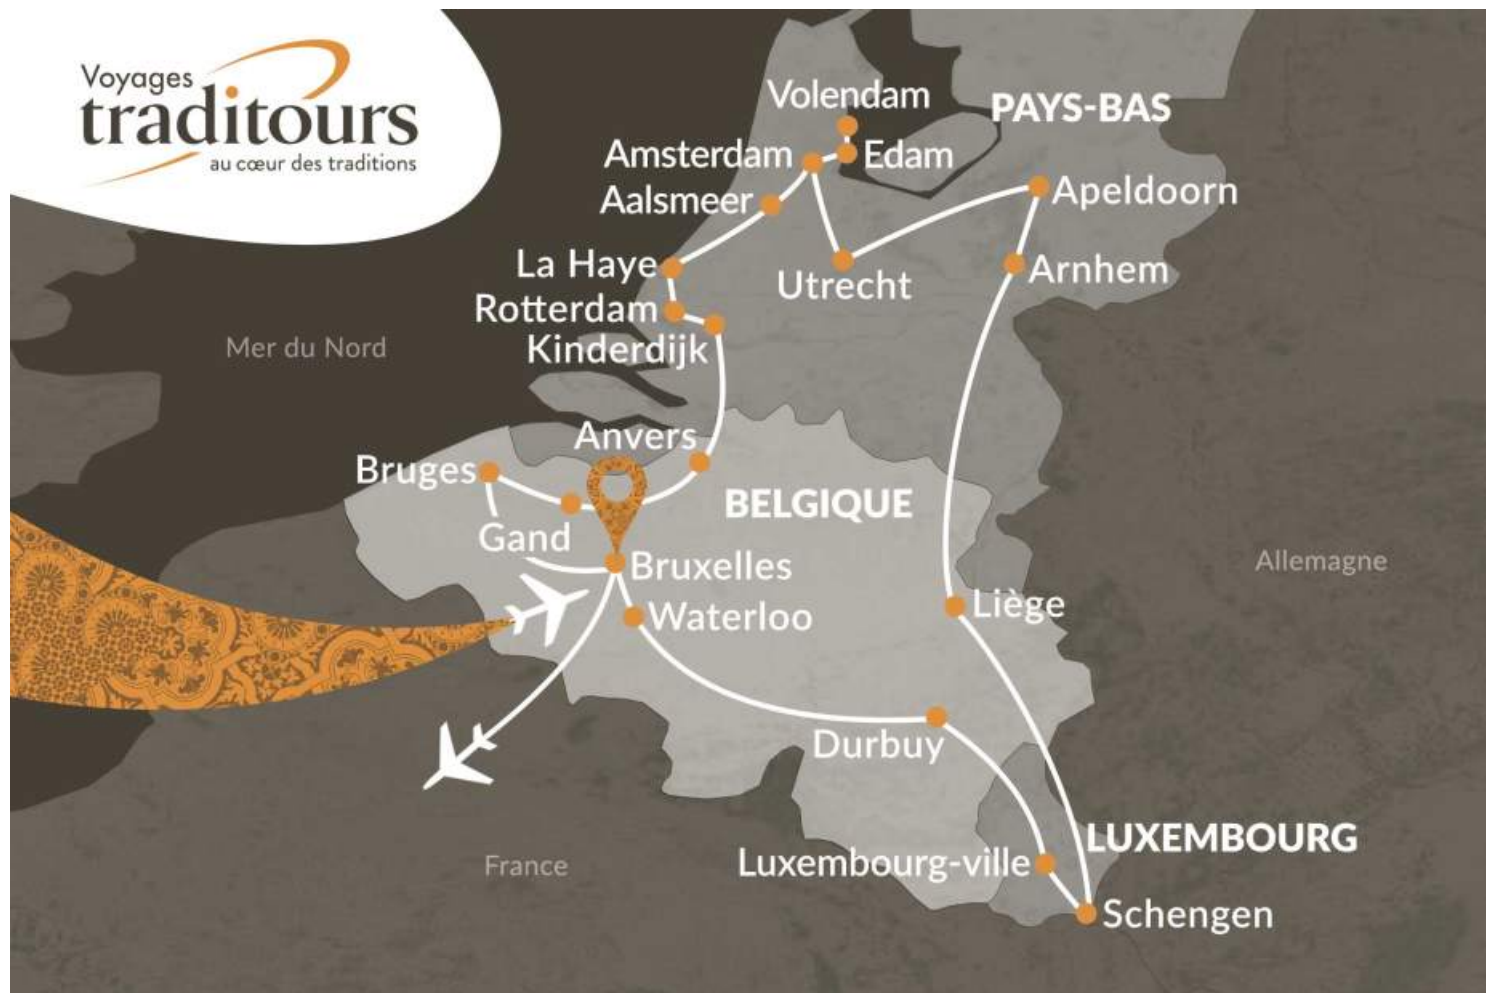 Voyages
traditours
au cœur des traditions
Volendam
PAYS-BAS
Amsterdam
Edam
Aalsmeer
Apeldoorn
La Haye
Arnhem
Utrecht
Rotterdam
Kinderdijk
Mer du Nord
Anvers
Bruges
BELGIQUE
Gand
Bruxelles
Allemagne
Waterloo
Liège
Durbuy
LUXEMBOURG
Luxembourg-ville
France
Schengen